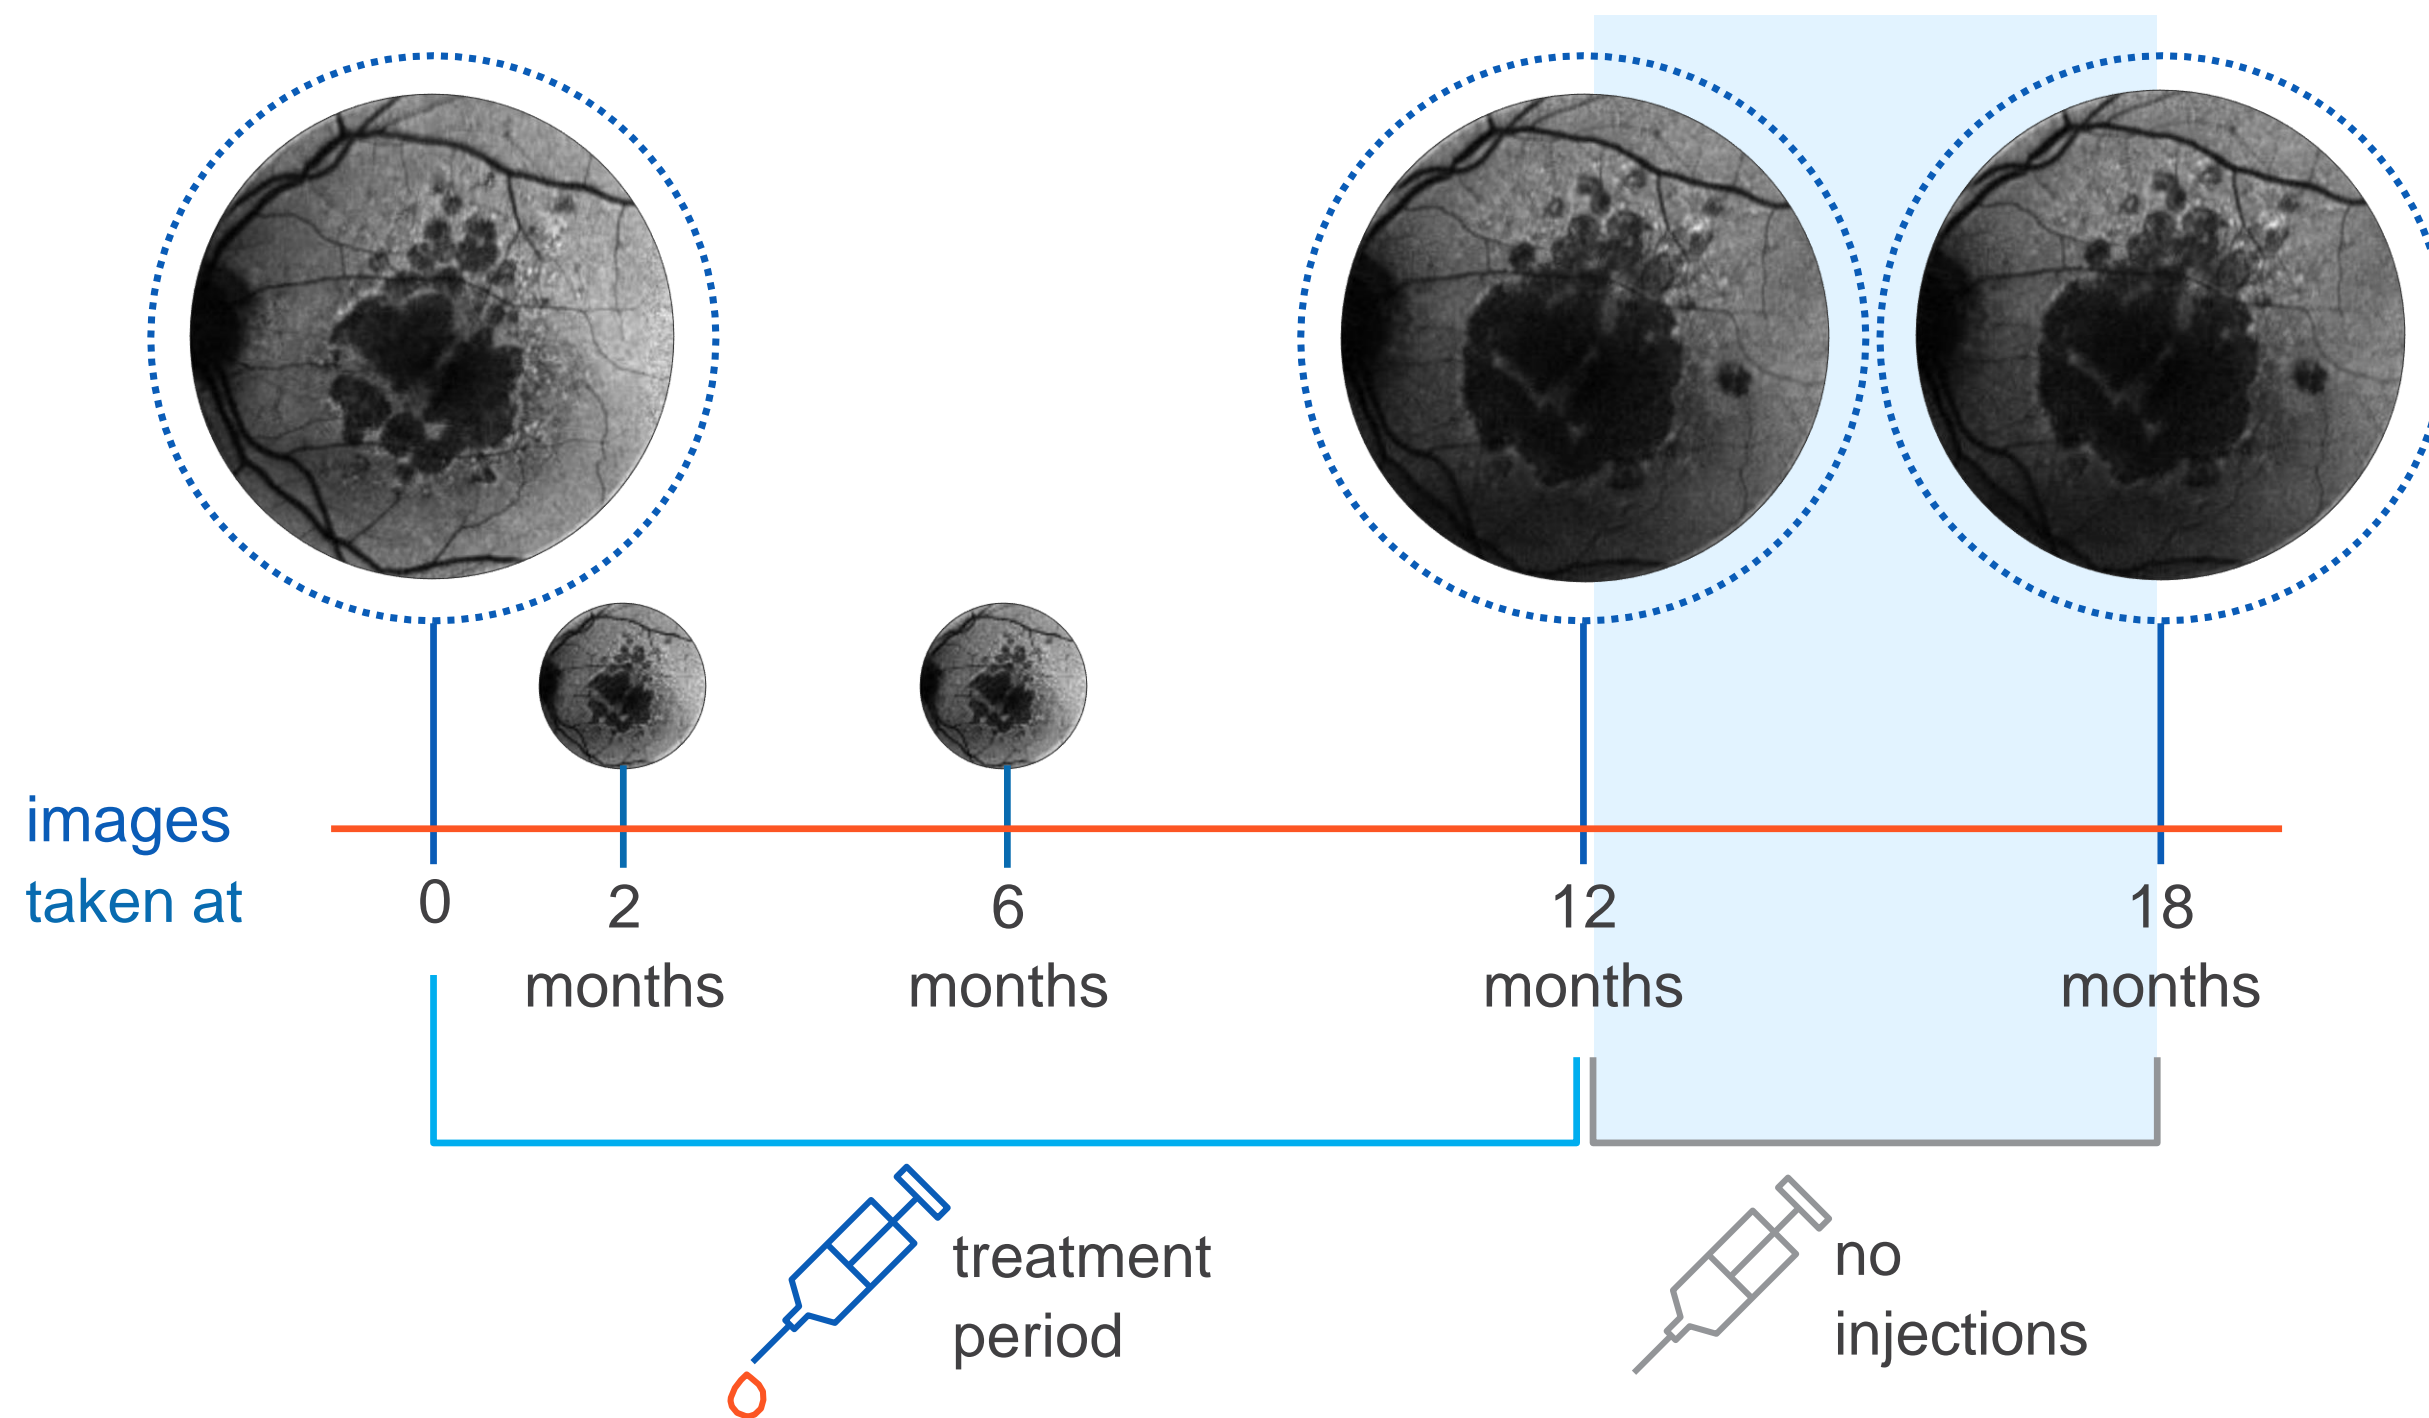 images
taken at
0
2
months
6
months
12
months
18
months
treatment
period
no
injections